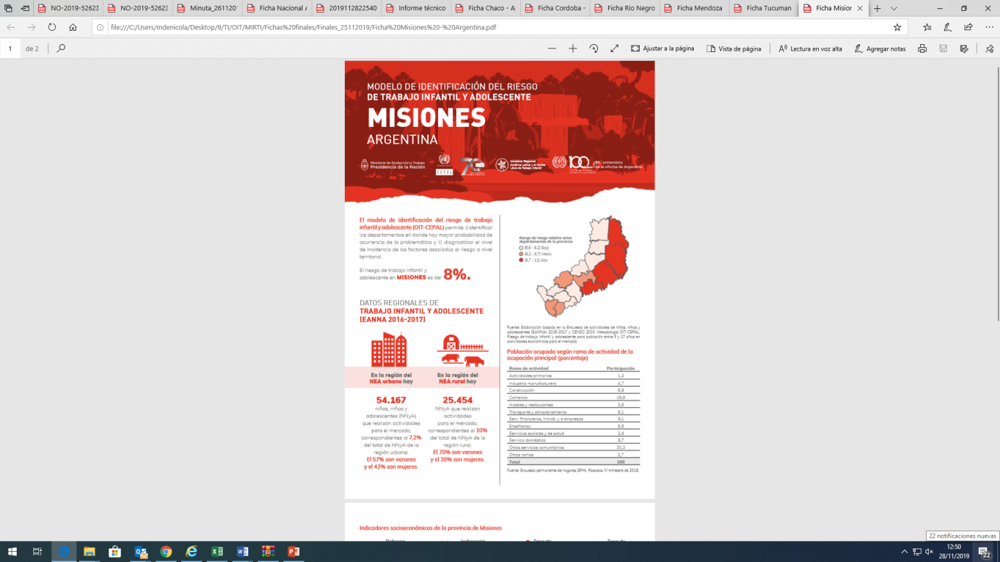 NO-2019-52623
NO-2019-52623
Minuta_261120
Ficha Nacional A
2019112822540
Informe técnico
Ficha Chaco - A
Ficha Cordoba -
Ficha Rio Negro
Ficha Mendoza
Ficha Tucuman
Ficha Mision
file:///C:/Users/mdenicola/Desktop/9/TI/OIT/MIRTI/Fichas%20finales/Finales_25112019/Ficha%20Misiones%20-%20Argentina.pdf
1 de 2
Ajustar a la página
Vista de página
Lectura en voz alta
Agregar notas
MODELO DE IDENTIFICACIÓN DEL RIESGO
DE TRABAJO INFANTIL Y ADOLESCENTE
MISIONES
ARGENTINA
Ministerio de Producción y Trabajo
Presidencia de la Nación
CEPAL
70
Iniciativa Regional
América Latina y el Caribe
Libre de Trabajo Infantil
100
50° aniversario
de la oficina de Argentina
El modelo de identificación del riesgo de trabajo
infantil y adolescente (OIT-CEPAL) permite: i) identificar
los departamentos en donde hay mayor probabilidad de
ocurrencia de la problemática y ii) diagnosticar el nivel
de incidencia de los factores asociados al riesgo a nivel
territorial.
El riesgo de trabajo infantil y
adolescente en MISIONES es del 8%.
DATOS REGIONALES DE
TRABAJO INFANTIL Y ADOLESCENTE
(EANNA 2016-2017)
En la región del
NEA urbano hay
54.167
niños, niñas y
adolescentes (NNyA)
que realizan actividades
para el mercado,
correspondientes al 7,2%
del total de NNyA de la
región urbana.
El 57% son varones
y el 43% son mujeres.
En la región del
NEA rural hay
25.454
NNyA que realizan
actividades
para el mercado,
correspondientes al 10%
del total de NNyA de la
región rural.
El 70% son varones
y el 30% son mujeres.
Rango de riesgo relativo entre
departamentos de la provincia
(6,6 - 8,2] Bajo
(8,2 - 9,7] Medio
(9,7 - 11] Alto
Fuente: Elaboración basada en la Encuesta de actividades de niños, niñas y
adolescentes (EANNA) 2016-2017 y CENSO 2010. Metodología OIT-CEPAL.
Riesgo de trabajo infantil y adolescente para población entre 5 y 17 años en
actividades económicas para el mercado.
Población ocupada según rama de actividad de la
ocupación principal (porcentaje)
Rama de actividad Participación
Actividades primarias 1,3
Industria manufacturera 4,7
Construcción 8,9
Comercio 19,9
Hoteles y restaurantes 3,6
Transporte y almacenamiento 6,1
Serv. financieros, inmob. y a empresas 9,1
Enseñanza 9,8
Servicios sociales y de salud 3,9
Servicio doméstico 9,7
Otros servicios comunitarios 20,3
Otras ramas 2,7
Total 100
Fuente: Encuesta permanente de hogares (EPH). Posadas. IV trimestre de 2018.
Indicadores socioeconómicos de la provincia de Misiones
22 notificaciones nuevas
12:50
28/11/2019
22